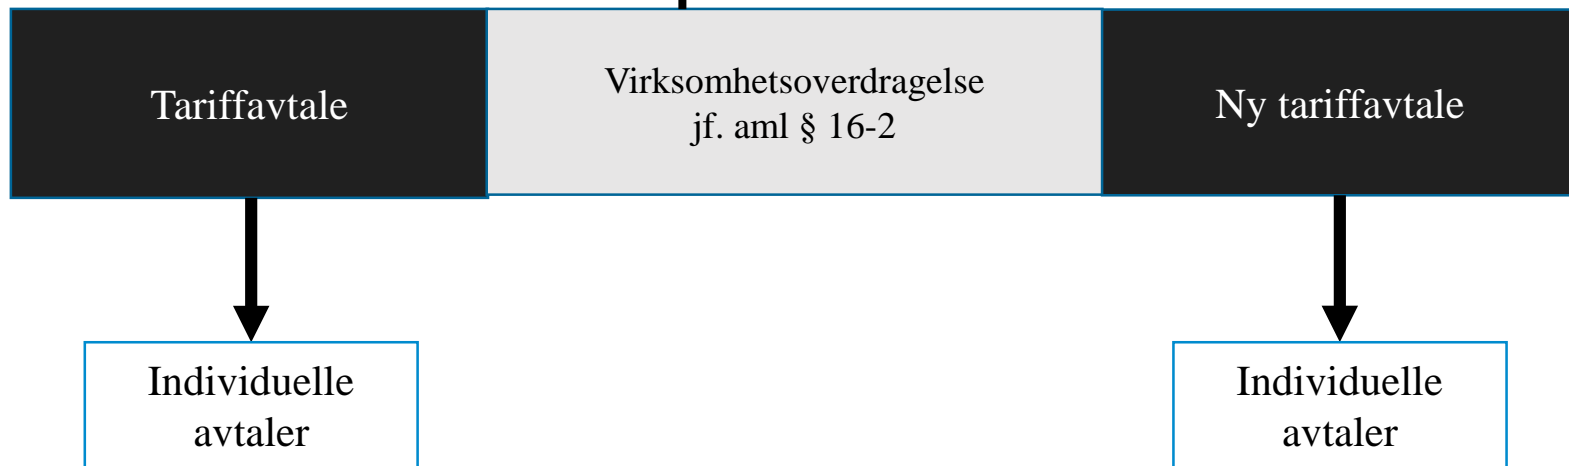 Tariffavtale
Virksomhetsoverdragelse
jf. aml § 16-2
Ny tariffavtale
Individuelle
avtaler
Individuelle
avtaler